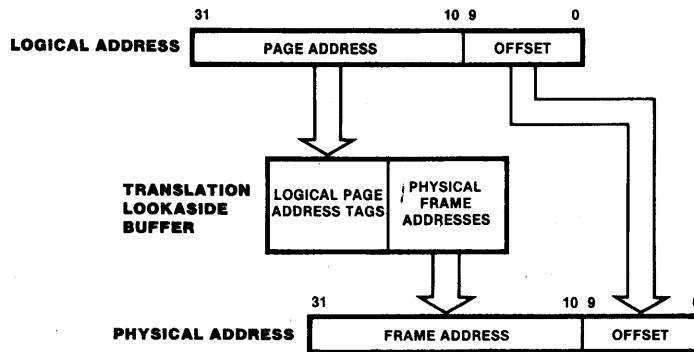 31 10 9 0
LOGICAL ADDRESS PAGE ADDRESS OFFSET
TRANSLATION
LOOKASIDE
BUFFER
LOGICAL PAGE
ADDRESS TAGS
PHYSICAL
FRAME
ADDRESSES
31 10 9
PHYSICAL ADDRESS FRAME ADDRESS OFFSET